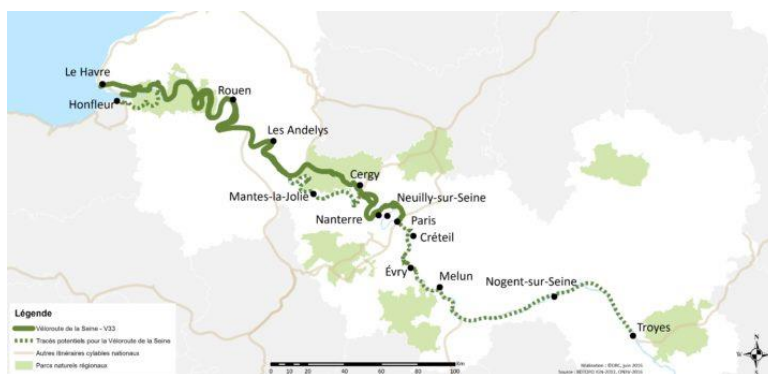 Le Havre
Honfleur
Rouen
Les Andelys
Cergy
Mantes-la-Jolie
Neuilly-sur-Seine
Nanterre
Paris
Créteil
Évry
Melun
Nogent-sur-Seine
Troyes
Légende
Véloroute de la Seine - V33
Tracés potentiels pour la Véloroute de la Seine
Autres itinéraires cyclables nationaux
Parcs naturels régionaux
0 10 20 40 60 80 100